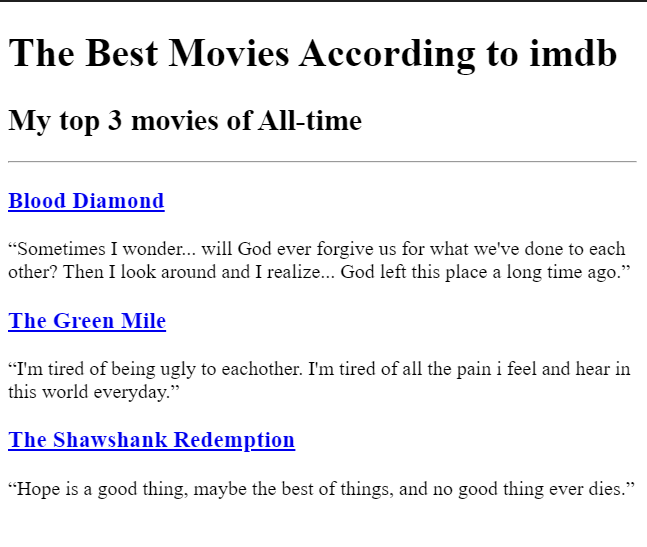 The Best Movies According to imdb
My top 3 movies of All-time
Blood Diamond
“Sometimes I wonder... will God ever forgive us for what we've done to each
other? Then I look around and I realize... God left this place a long time ago.”
The Green Mile
“I'm tired of being ugly to eachother. I'm tired of all the pain i feel and hear in
this world everyday.”
The Shawshank Redemption
“Hope is a good thing, maybe the best of things, and no good thing ever dies.”